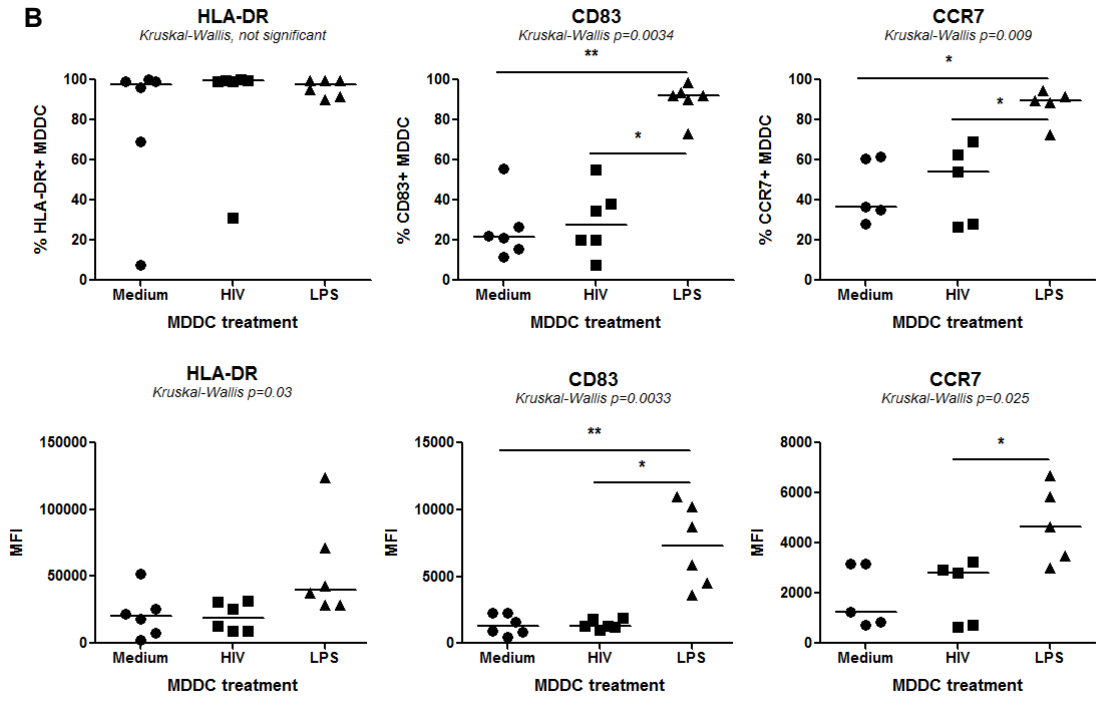 B
HLA-DR
Kruskal-Wallis, not significant
% HLA-DR+ MDDC
100
80
60
40
20
0
Medium HIV LPS
MDDC treatment
CD83
Kruskal-Wallis p=0.0034
**
*
% CD83+ MDDC
100
80
60
40
20
0
Medium HIV LPS
MDDC treatment
CCR7
Kruskal-Wallis p=0.009
*
*
% CCR7+ MDDC
100
80
60
40
20
0
Medium HIV LPS
MDDC treatment
HLA-DR
Kruskal-Wallis p=0.03
MFI
150000
100000
50000
0
Medium HIV LPS
MDDC treatment
CD83
Kruskal-Wallis p=0.0033
**
*
MFI
15000
10000
5000
0
Medium HIV LPS
MDDC treatment
CCR7
Kruskal-Wallis p=0.025
*
MFI
8000
6000
4000
2000
0
Medium HIV LPS
MDDC treatment